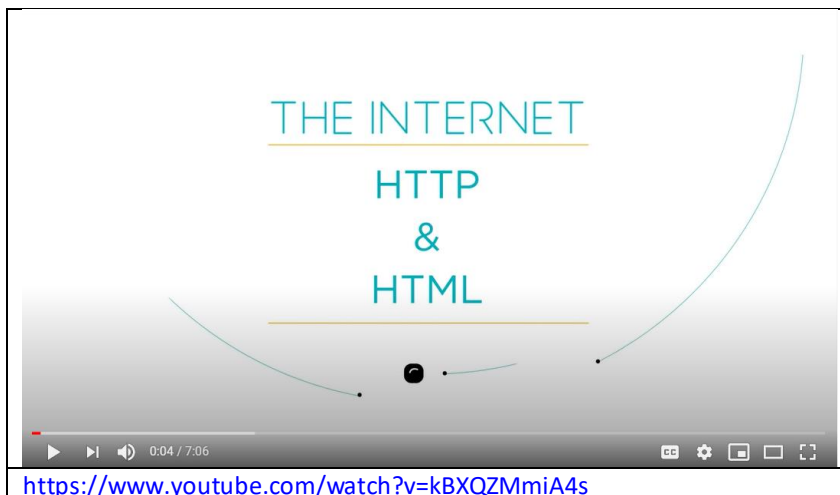 THE INTERNET
HTTP
&
HTML
0:04 / 7:06
CC
https://www.youtube.com/watch?v=kBXQZMmiA4s